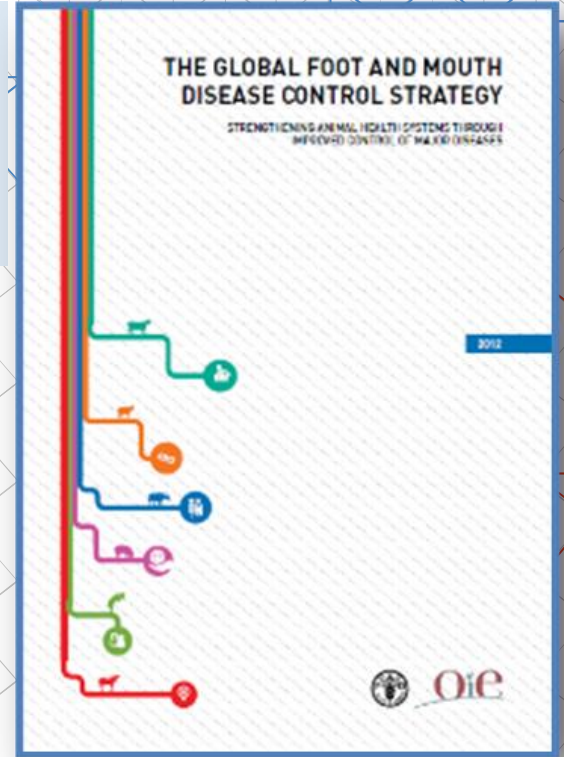 THE GLOBAL FOOT AND MOUTH
DISEASE CONTROL STRATEGY
STRENGTHENING ANIMAL HEALTH SYSTEMS THROUGH
IMPROVED CONTROL OF MAJOR DISEASES
2012
Oie